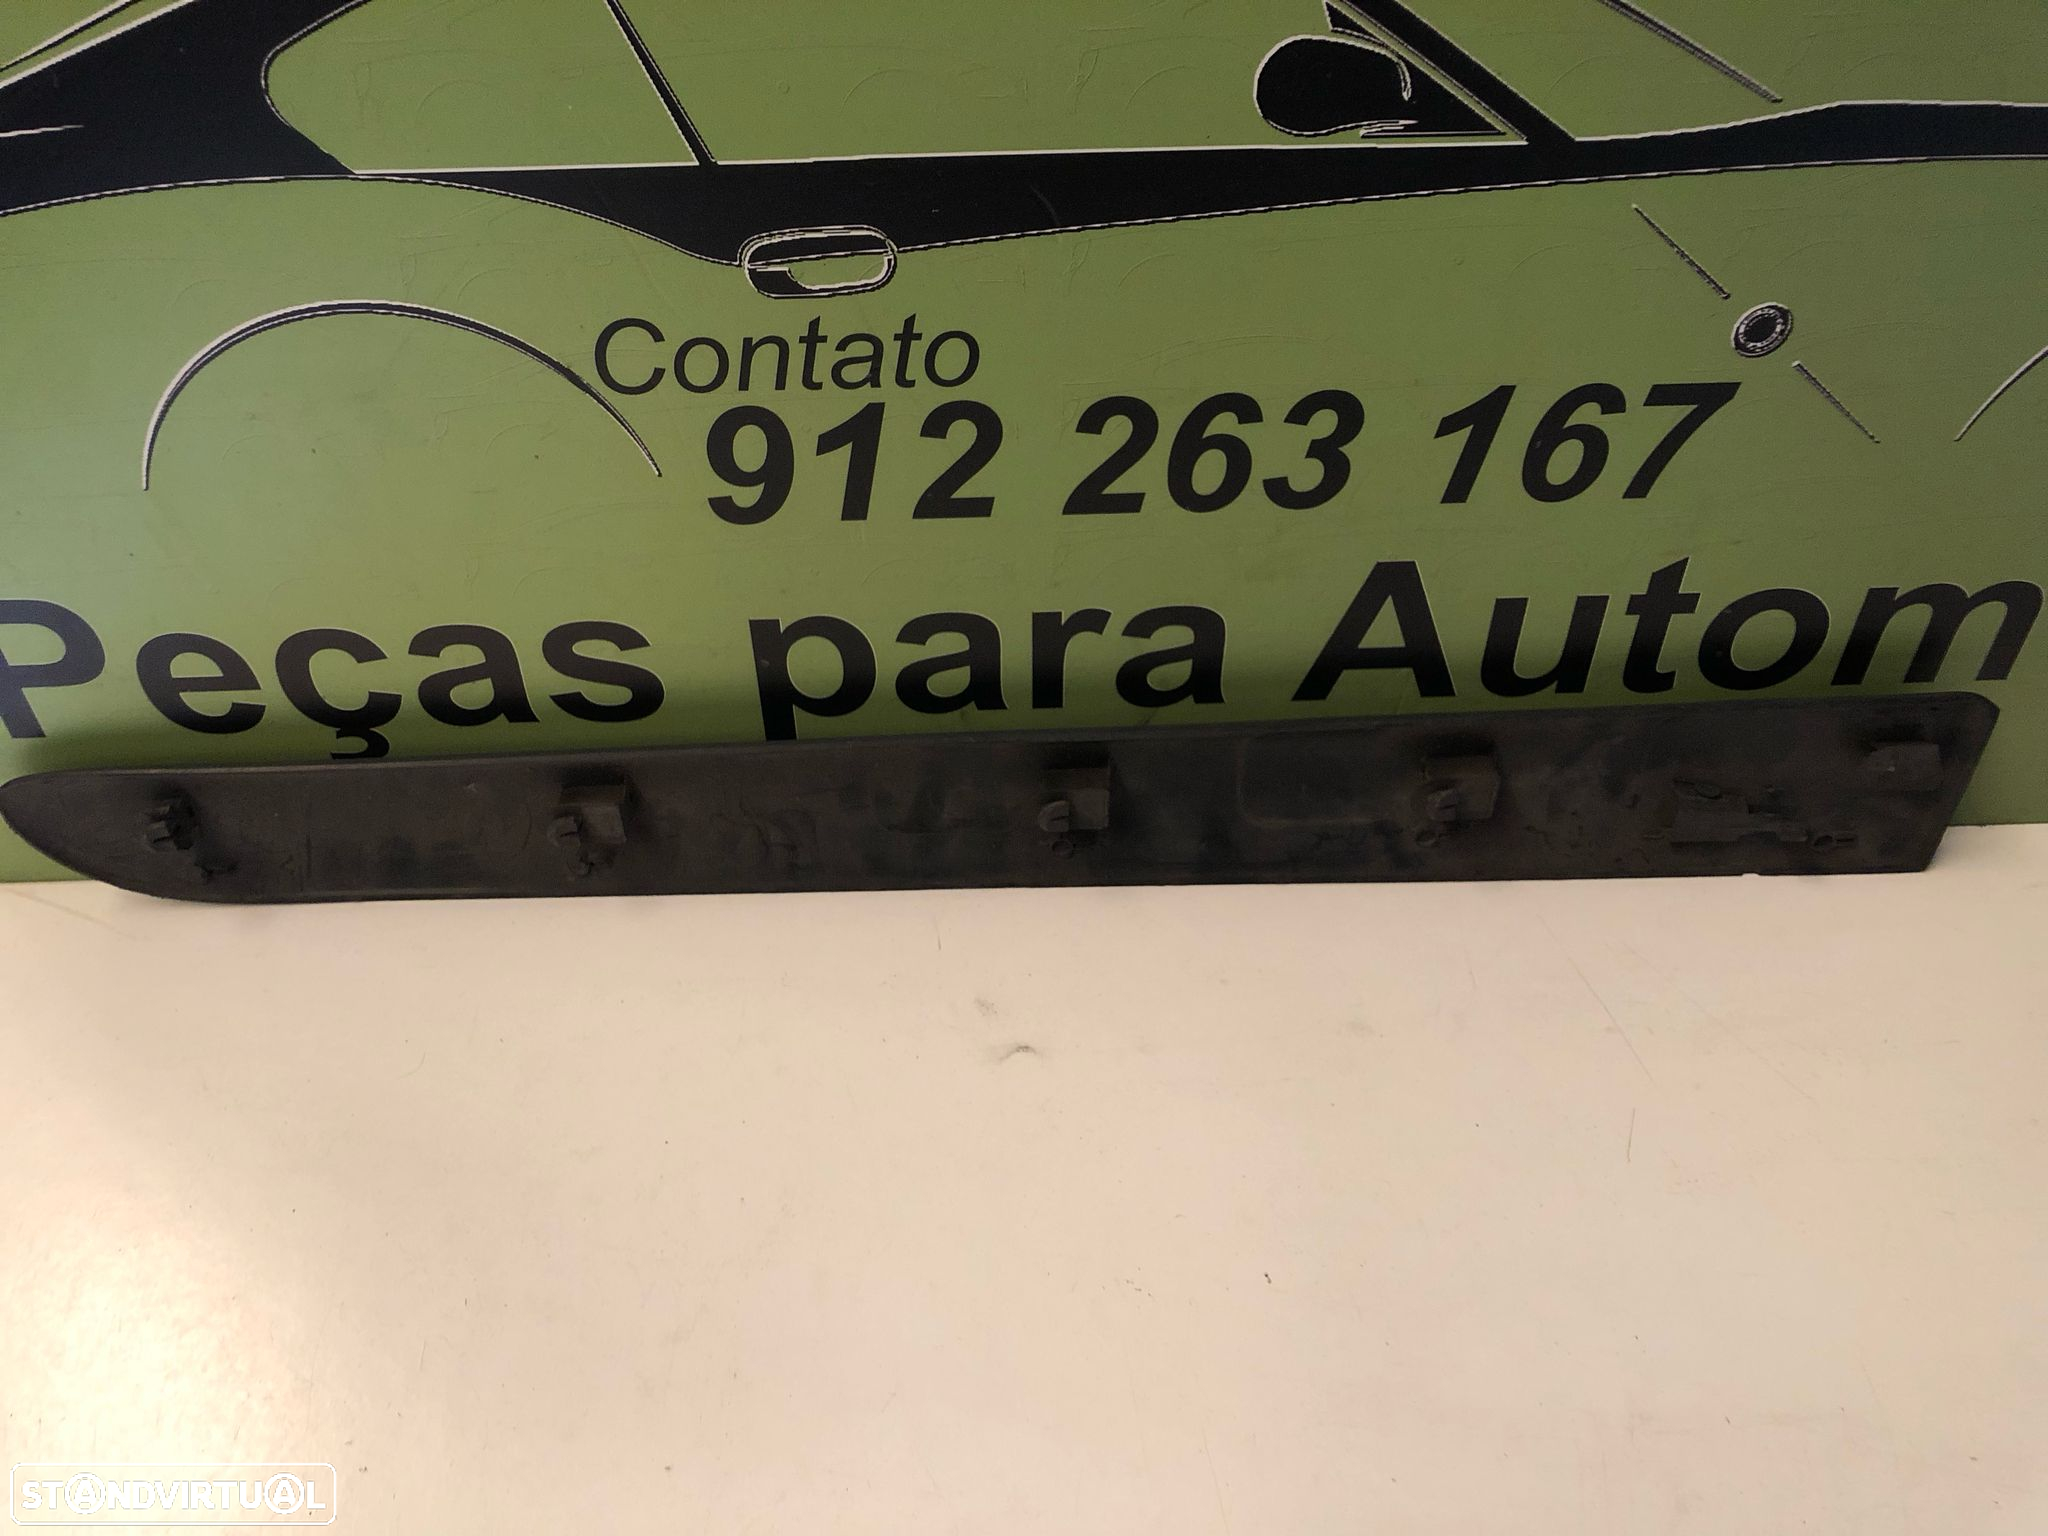 Contato
912 263 167
Peças para Autom
STANDVIRTUAL